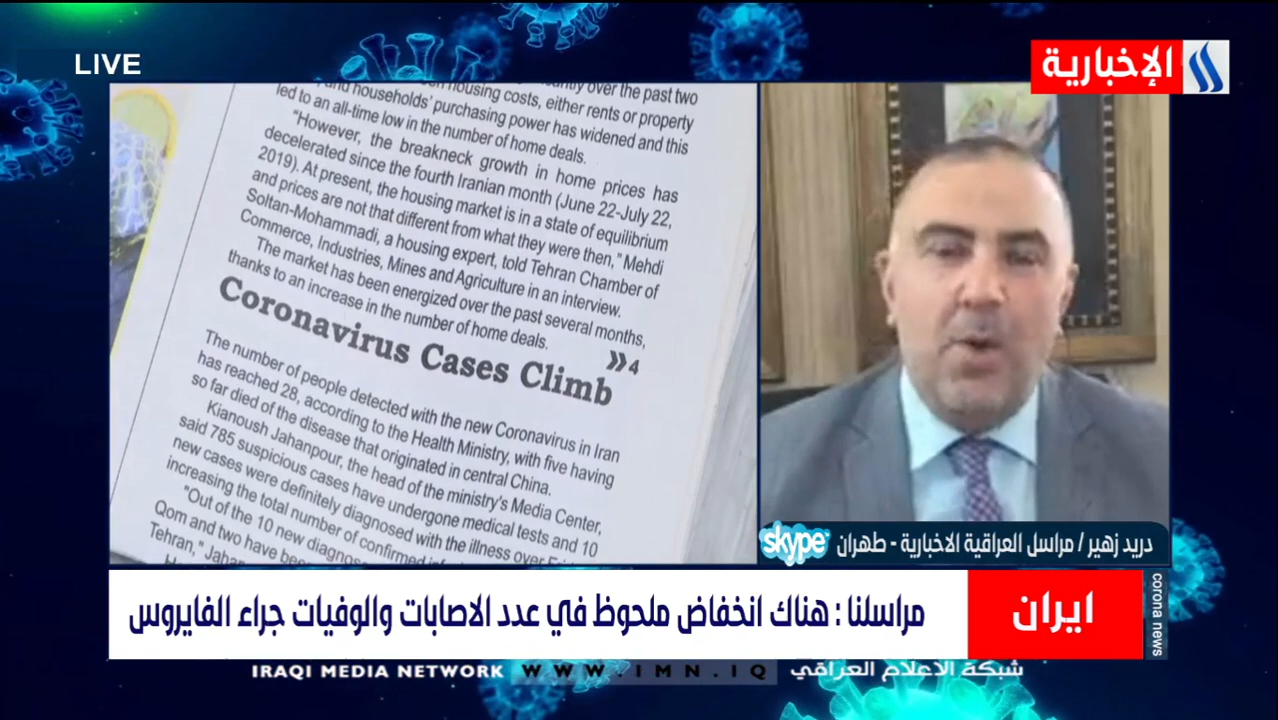 LIVE
الإخبارية
housing costs, either rents or property
and households' purchasing power has widened and this
led to an all-time low in the number of home deals.
"However, the breakneck growth in home prices has
decelerated since the fourth Iranian month (June 22-July 22,
2019). At present, the housing market is in a state of equilibrium
and prices are not that different from what they were then," Mehdi
Soltan-Mohammadi, a housing expert, told Tehran Chamber of
Commerce, Industries, Mines and Agriculture in an interview.
The market has been energized over the past several months,
thanks to an increase in the number of home deals.
»4
Coronavirus Cases Climb
The number of people detected with the new Coronavirus in Iran
has reached 28, according to the Health Ministry, with five having
so far died of the disease that originated in central China.
Kianoush Jahanpour, the head of the ministry's Media Center,
said 785 suspicious cases have undergone medical tests and 10
new cases were definitely diagnosed with the illness over
increasing the total number of confirmed
"Out of the 10 new
Qom and two have been
Tehran,"
skype
دريد زهير / مراسل العراقية الاخبارية - طهران
ايران
مراسلنا : هناك انخفاض ملحوظ في عدد الاصابات والوفيات جراء الفايروس
corona news
IRAQI MEDIA NETWORK WWW.IMN.IQ شبكة الاعلام العراقي